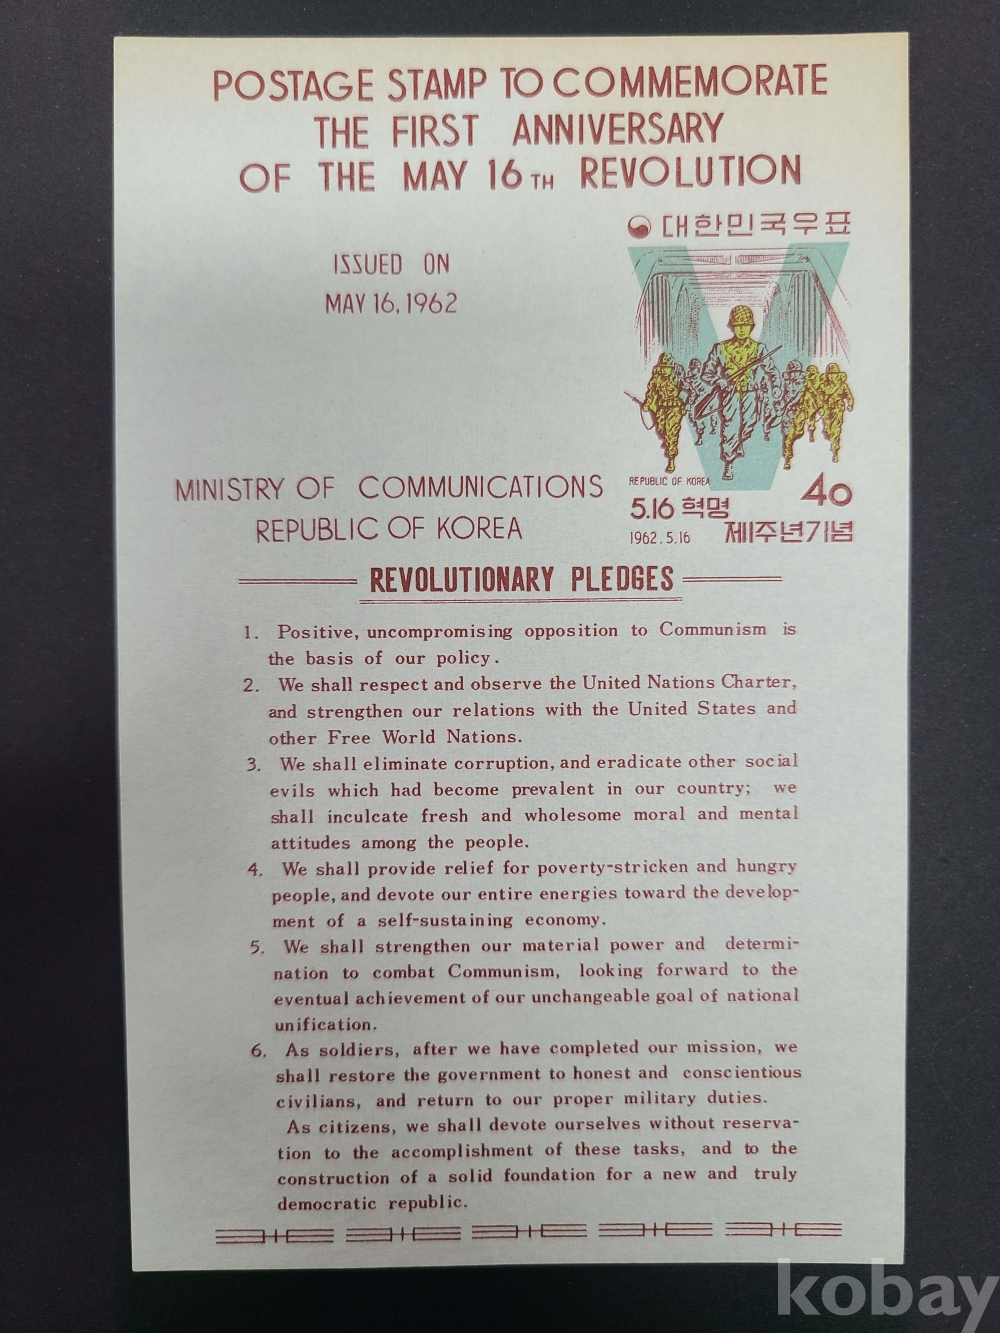 POSTAGE STAMP TO COMMEMORATE
THE FIRST ANNIVERSARY
OF THE MAY 16TH REVOLUTION
대한민국우표
ISSUED ON
MAY 16, 1962
MINISTRY OF COMMUNICATIONS
REPUBLIC OF KOREA
REPUBLIC OF KOREA
40
5.16 혁명
1962.5.16 제1주년기념
REVOLUTIONARY PLEDGES
1. Positive, uncompromising opposition to Communism is
the basis of our policy.
2. We shall respect and observe the United Nations Charter,
and strengthen our relations with the United States and
other Free World Nations.
3. We shall eliminate corruption, and eradicate other social
evils which had become prevalent in our country; we
shall inculcate fresh and wholesome moral and mental
attitudes among the people.
4. We shall provide relief for poverty-stricken and hungry
people, and devote our entire energies toward the develop-
ment of a self-sustaining economy.
5. We shall strengthen our material power and determi-
nation to combat Communism, looking forward to the
eventual achievement of our unchangeable goal of national
unification.
6. As soldiers, after we have completed our mission, we
shall restore the government to honest and conscientious
civilians, and return to our proper military duties.
As citizens, we shall devote ourselves without reserva-
tion to the accomplishment of these tasks, and to the
construction of a solid foundation for a new and truly
democratic republic.
kobay